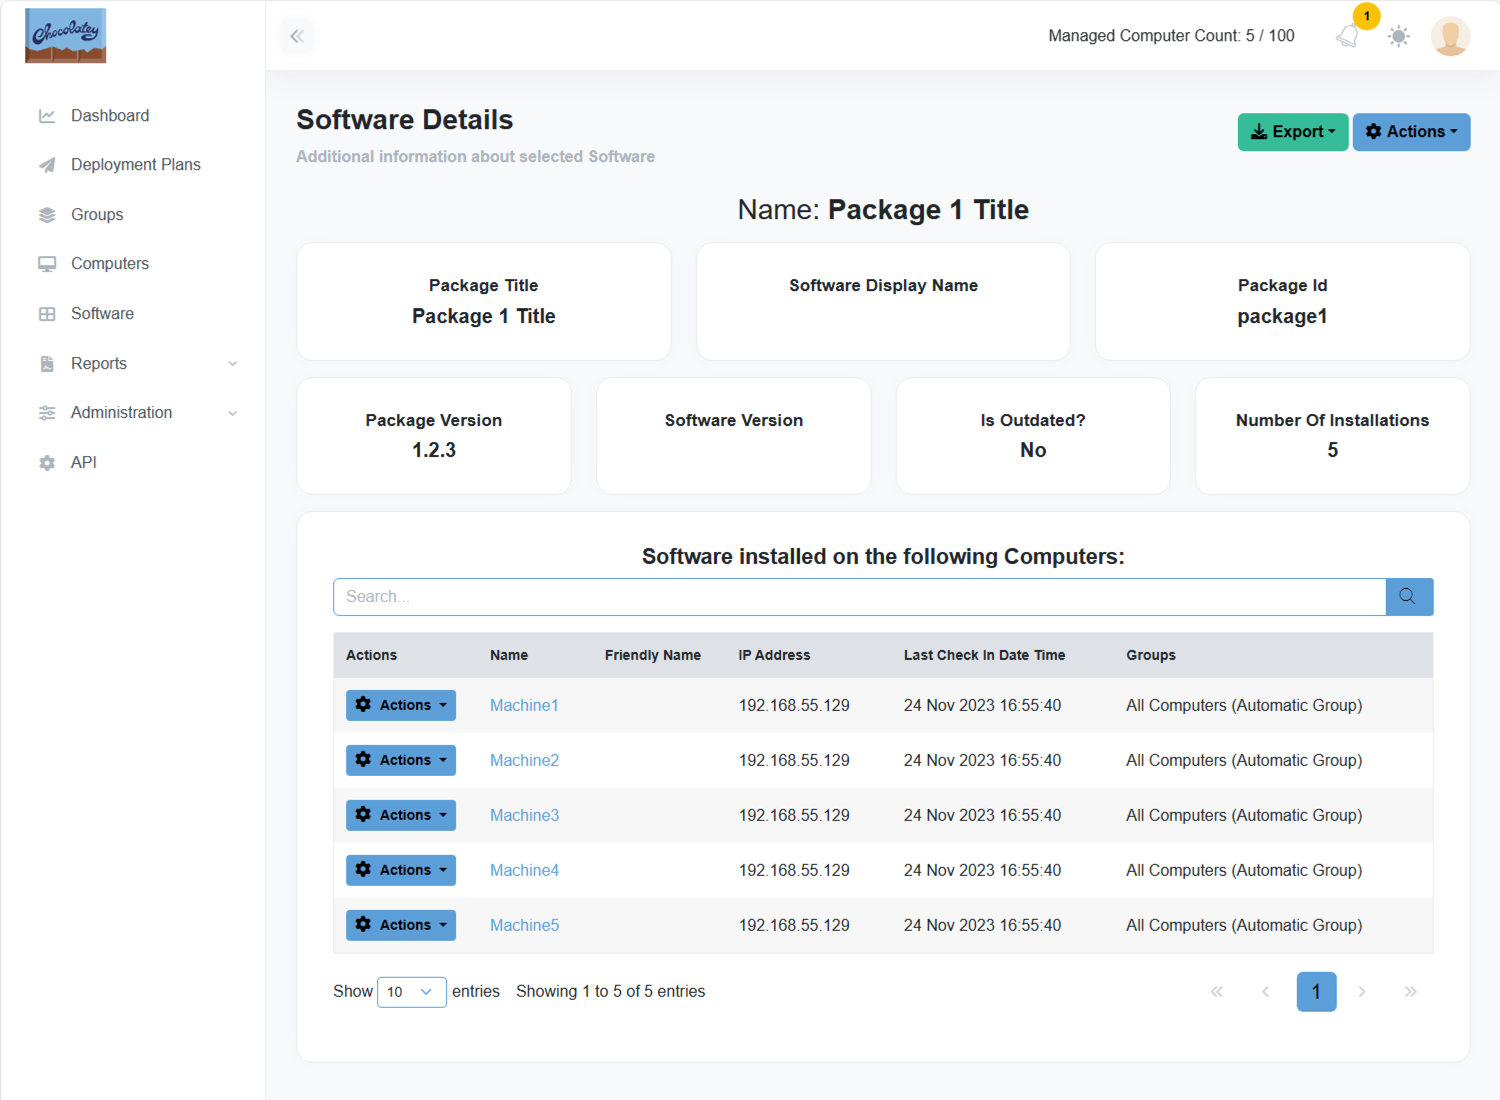 Chocolatey
Managed Computer Count: 5 / 100
1
Dashboard
Deployment Plans
Groups
Computers
Software
Reports
Administration
API
Software Details
Additional information about selected Software
Export
Actions
Name: Package 1 Title
Package Title
Package 1 Title
Software Display Name
Package Id
package1
Package Version
1.2.3
Software Version
Is Outdated?
No
Number Of Installations
5
Software installed on the following Computers:
Search...
Actions Name Friendly Name IP Address Last Check In Date Time Groups
Actions Machine1 192.168.55.129 24 Nov 2023 16:55:40 All Computers (Automatic Group)
Actions Machine2 192.168.55.129 24 Nov 2023 16:55:40 All Computers (Automatic Group)
Actions Machine3 192.168.55.129 24 Nov 2023 16:55:40 All Computers (Automatic Group)
Actions Machine4 192.168.55.129 24 Nov 2023 16:55:40 All Computers (Automatic Group)
Actions Machine5 192.168.55.129 24 Nov 2023 16:55:40 All Computers (Automatic Group)
Show 10 entries Showing 1 to 5 of 5 entries
« ‹ 1 › »